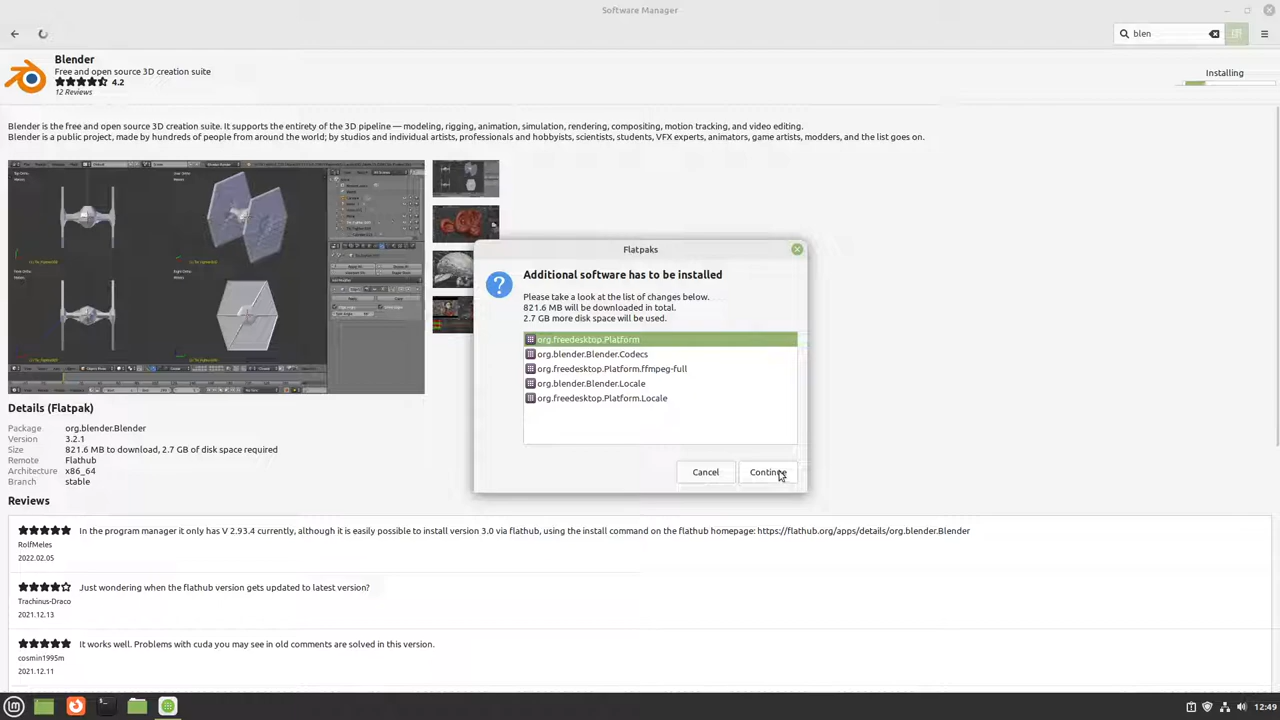 Software Manager
blen
Blender
Free and open source 3D creation suite
4.2
12 Reviews
Installing
Blender is the free and open source 3D creation suite. It supports the entirety of the 3D pipeline — modeling, rigging, animation, simulation, rendering, compositing, motion tracking, and video editing.
Blender is a public project, made by hundreds of people from around the world; by studios and individual artists, professionals and hobbyists, scientists, students, VFX experts, animators, game artists, modders, and the list goes on.
Flatpaks
Additional software has to be installed
Please take a look at the list of changes below.
821.6 MB will be downloaded in total.
2.7 GB more disk space will be used.
org.freedesktop.Platform
org.blender.Blender.Codecs
org.freedesktop.Platform.ffmpeg-full
org.blender.Blender.Locale
org.freedesktop.Platform.Locale
Cancel
Continue
Details (Flatpak)
Package org.blender.Blender
Version 3.2.1
Size 821.6 MB to download, 2.7 GB of disk space required
Remote Flathub
Architecture x86_64
Branch stable
Reviews
In the program manager it only has V 2.93.4 currently, although it is easily possible to install version 3.0 via flathub, using the install command on the flathub homepage: https://flathub.org/apps/details/org.blender.Blender
RolfMeles
2022.02.05
Just wondering when the flathub version gets updated to latest version?
Trachinus-Draco
2021.12.13
It works well. Problems with cuda you may see in old comments are solved in this version.
cosmin1995m
2021.12.11
12:49